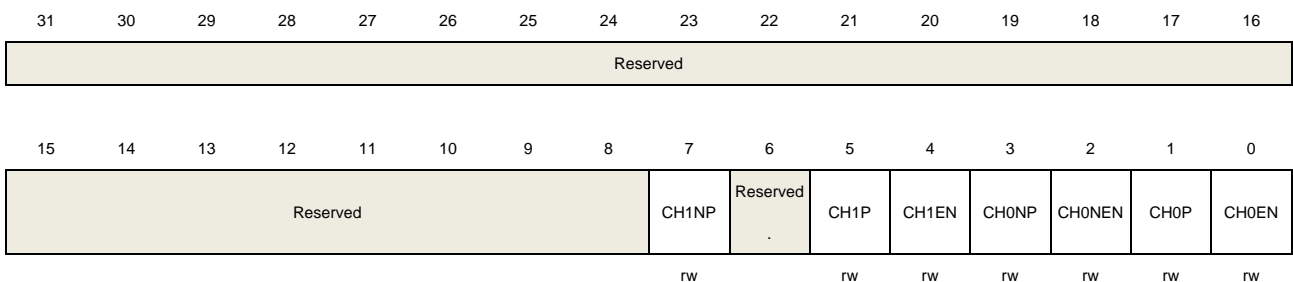 31 30 29 28 27 26 25 24 23 22 21 20 19 18 17 16
Reserved
15 14 13 12 11 10 9 8 7 6 5 4 3 2 1 0
Reserved CH1NP Reserved . CH1P CH1EN CH0NP CH0NEN CH0P CH0EN
rw rw rw rw rw rw rw